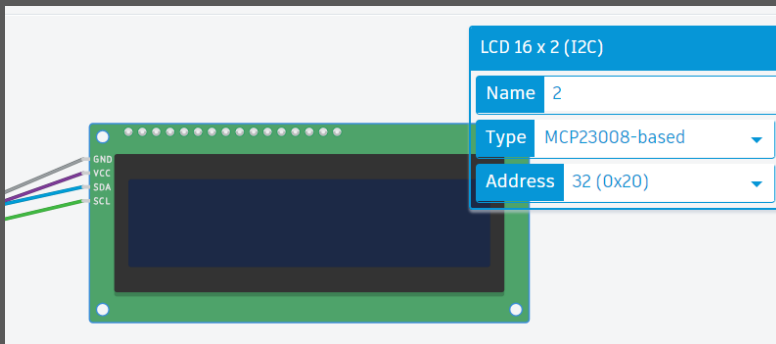 LCD 16 x 2 (I2C)
Name 2
Type MCP23008-based
Address 32 (0x20)
GND
VCC
SDA
SCL